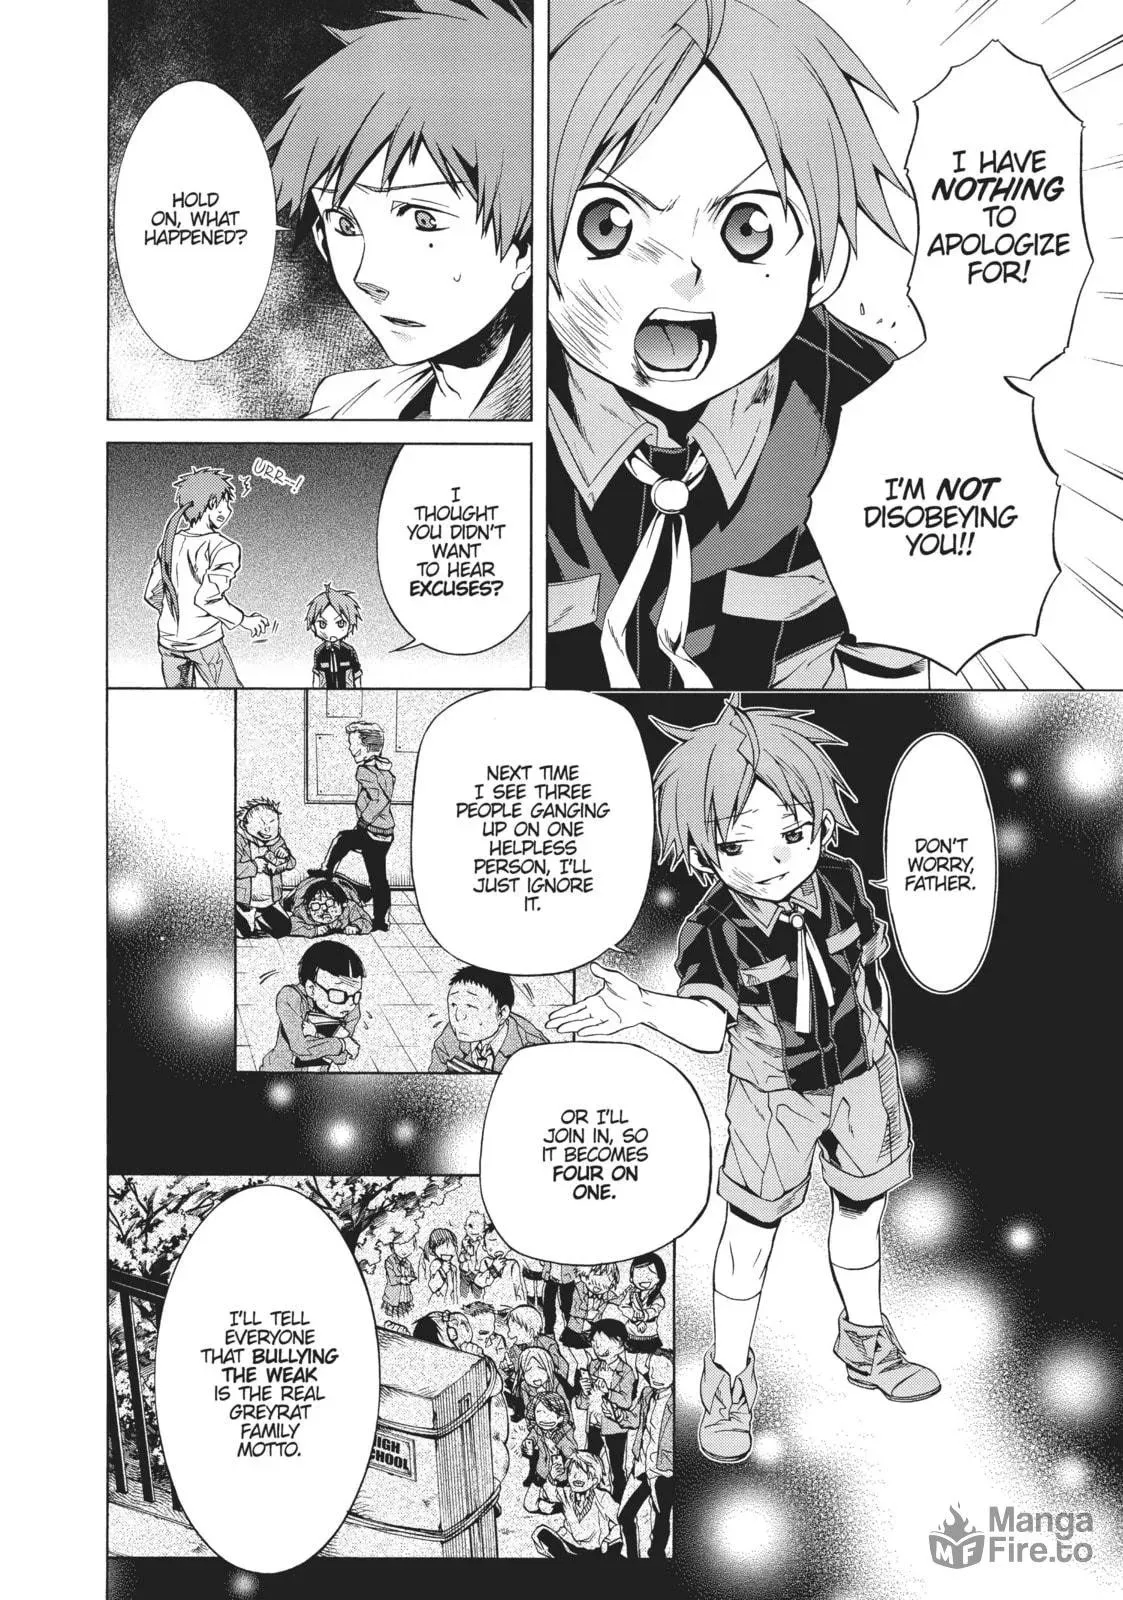 I HAVE
NOTHING
TO
APOLOGIZE
FOR!
I'M NOT
DISOBEYING
YOU!!
HOLD
ON, WHAT
HAPPENED?
URR--!
I
THOUGHT
YOU DIDN'T
WANT
TO HEAR
EXCUSES?
DON'T
WORRY,
FATHER.
NEXT TIME
I SEE THREE
PEOPLE GANGING
UP ON ONE
HELPLESS
PERSON, I'LL
JUST IGNORE
IT.
OR I'LL
JOIN IN, SO
IT BECOMES
FOUR ON
ONE.
I'LL TELL
EVERYONE
THAT BULLYING
THE WEAK
IS THE REAL
GREYRAT
FAMILY
MOTTO.
HIGH
SCHOOL
MF
Manga
Fire.to